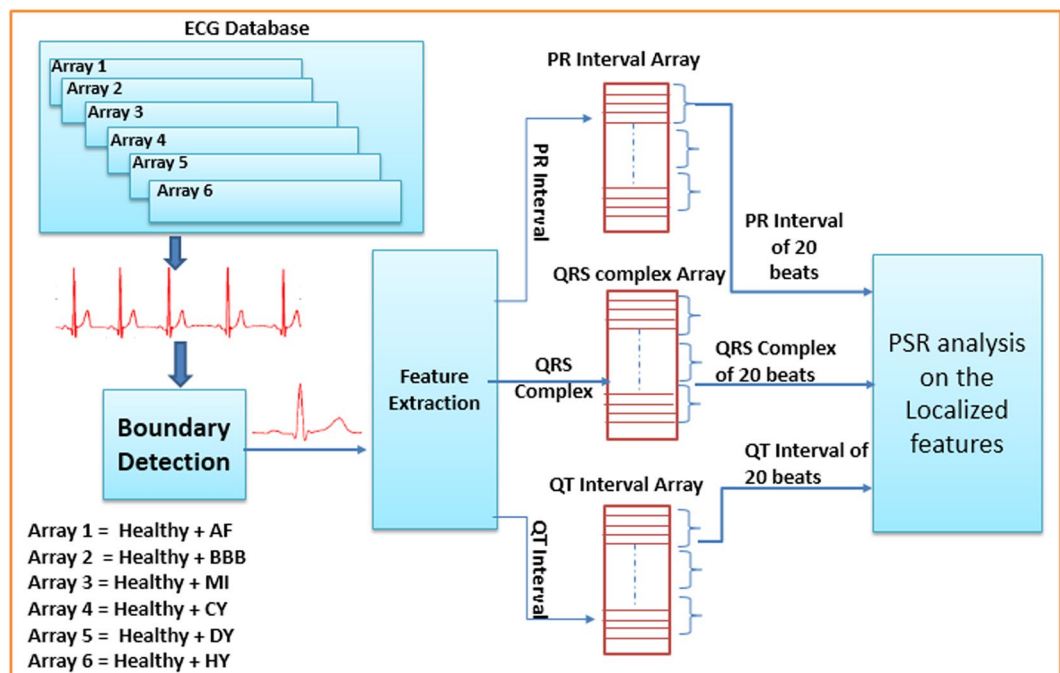 ECG Database
Array 1
Array 2
Array 3
Array 4
Array 5
Array 6
Boundary
Detection
Array 1 = Healthy + AF
Array 2 = Healthy + BBB
Array 3 = Healthy + MI
Array 4 = Healthy + CY
Array 5 = Healthy + DY
Array 6 = Healthy + HY
Feature
Extraction
PR Interval
QRS
Complex
QT Interval
PR Interval Array
QRS complex Array
QT Interval Array
PR Interval
of 20
beats
QRS Complex
of 20 beats
QT Interval of
20 beats
PSR analysis
on the
Localized
features